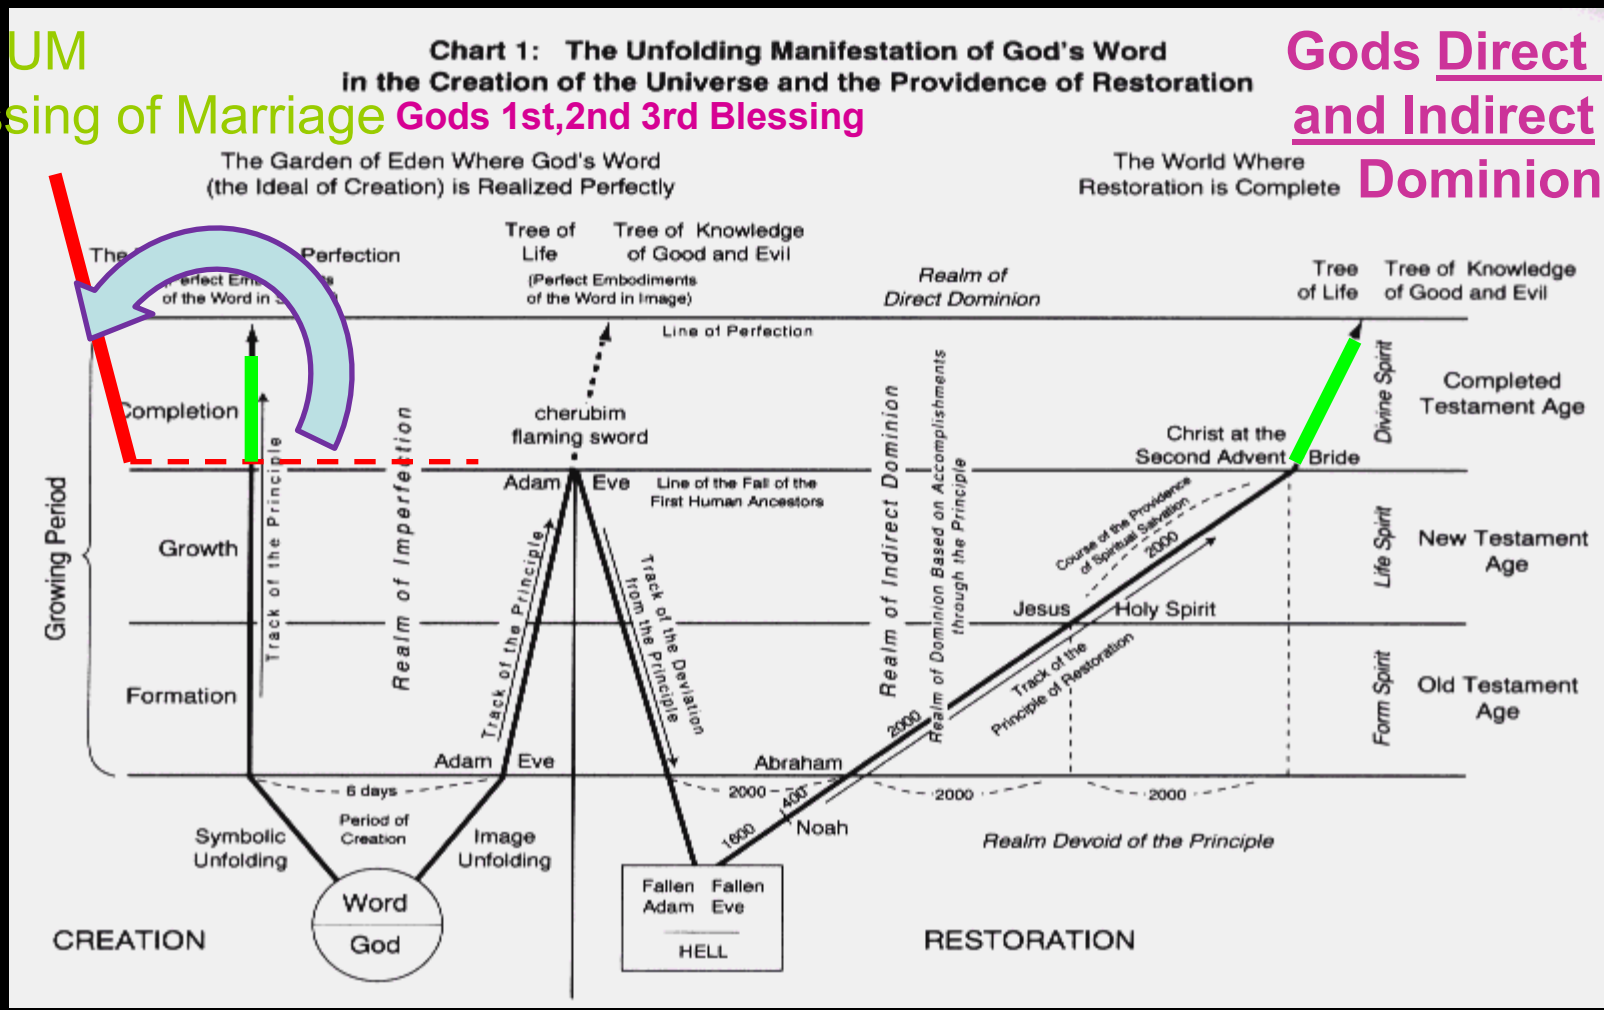 UM
Chart 1: The Unfolding Manifestation of God's Word
in the Creation of the Universe and the Providence of Restoration
Gods Direct
and Indirect
Dominion
ssing of Marriage
Gods 1st,2nd 3rd Blessing
The Garden of Eden Where God's Word
(the Ideal of Creation) is Realized Perfectly
The World Where
Restoration is Complete
The
Perfection
of the Word in
Tree of
Life
Tree of Knowledge
of Good and Evil
(Perfect Embodiments
of the Word in Image)
Realm of
Direct Dominion
Tree
of Life
Tree of Knowledge
of Good and Evil
Line of Perfection
Growing Period
Completion
Growth
Formation
Track of the Principle
Realm of Imperfection
cherubim
flaming sword
Adam
Eve
Line of the Fall of the
First Human Ancestors
Track of the Principle
Track of the Deviation
from the Principle
Realm of Indirect Dominion
Realm of Dominion Based on Accomplishments
through the Principle
Christ at the
Second Advent
Bride
Course of the Providence
of Spiritual Salvation
2000
Jesus
Holy Spirit
Track of the
Principle of Restoration
2000
Divine Spirit
Life Spirit
Form Spirit
Completed
Testament Age
New Testament
Age
Old Testament
Age
Adam
Eve
Abraham
6 days
2000
400
2000
2000
Period of
Creation
Symbolic
Unfolding
Image
Unfolding
1600
Noah
Realm Devoid of the Principle
Word
God
Fallen Fallen
Adam Eve
HELL
CREATION
RESTORATION